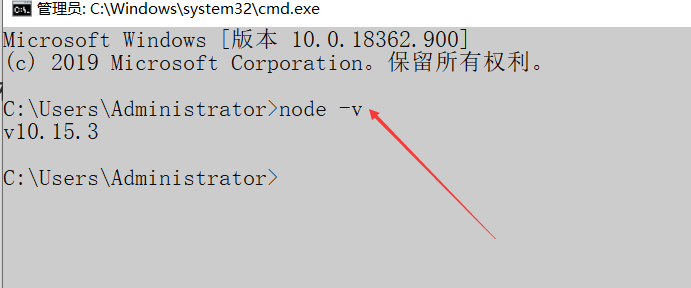 管理员: C:\Windows\system32\cmd.exe
Microsoft Windows [版本 10.0.18362.900]
(c) 2019 Microsoft Corporation。保留所有权利。
C:\Users\Administrator>node -v
v10.15.3
C:\Users\Administrator>